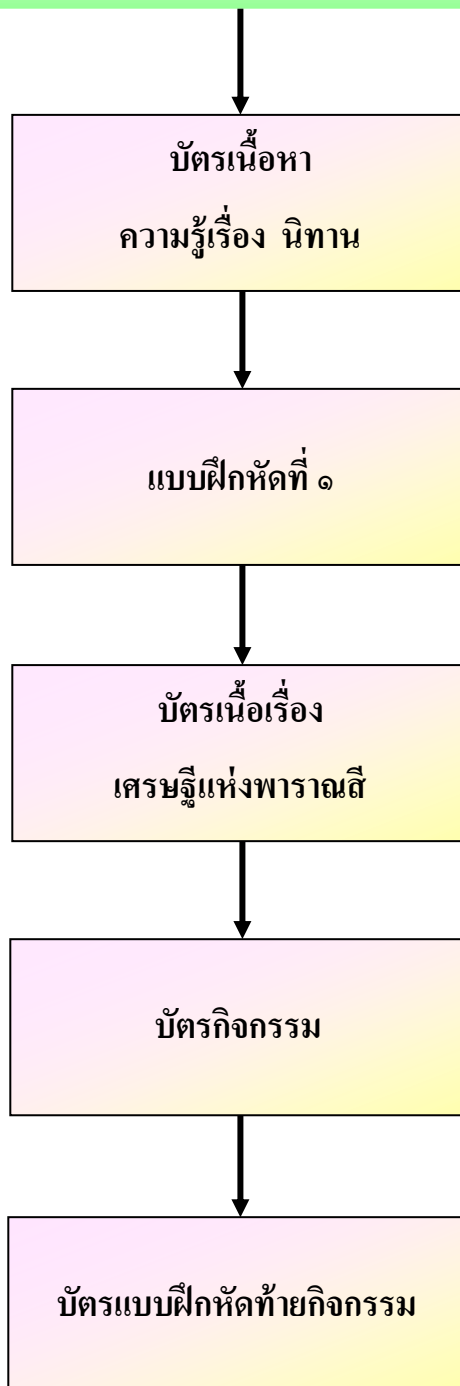 บัตรเนื้อหา
ความรู้เรื่อง นิทาน
แบบฝึกหัดที่ ๑
บัตรเนื้อเรื่อง
เศรษฐีแห่งพาราณสี
บัตรกิจกรรม
บัตรแบบฝึกหัดท้ายกิจกรรม